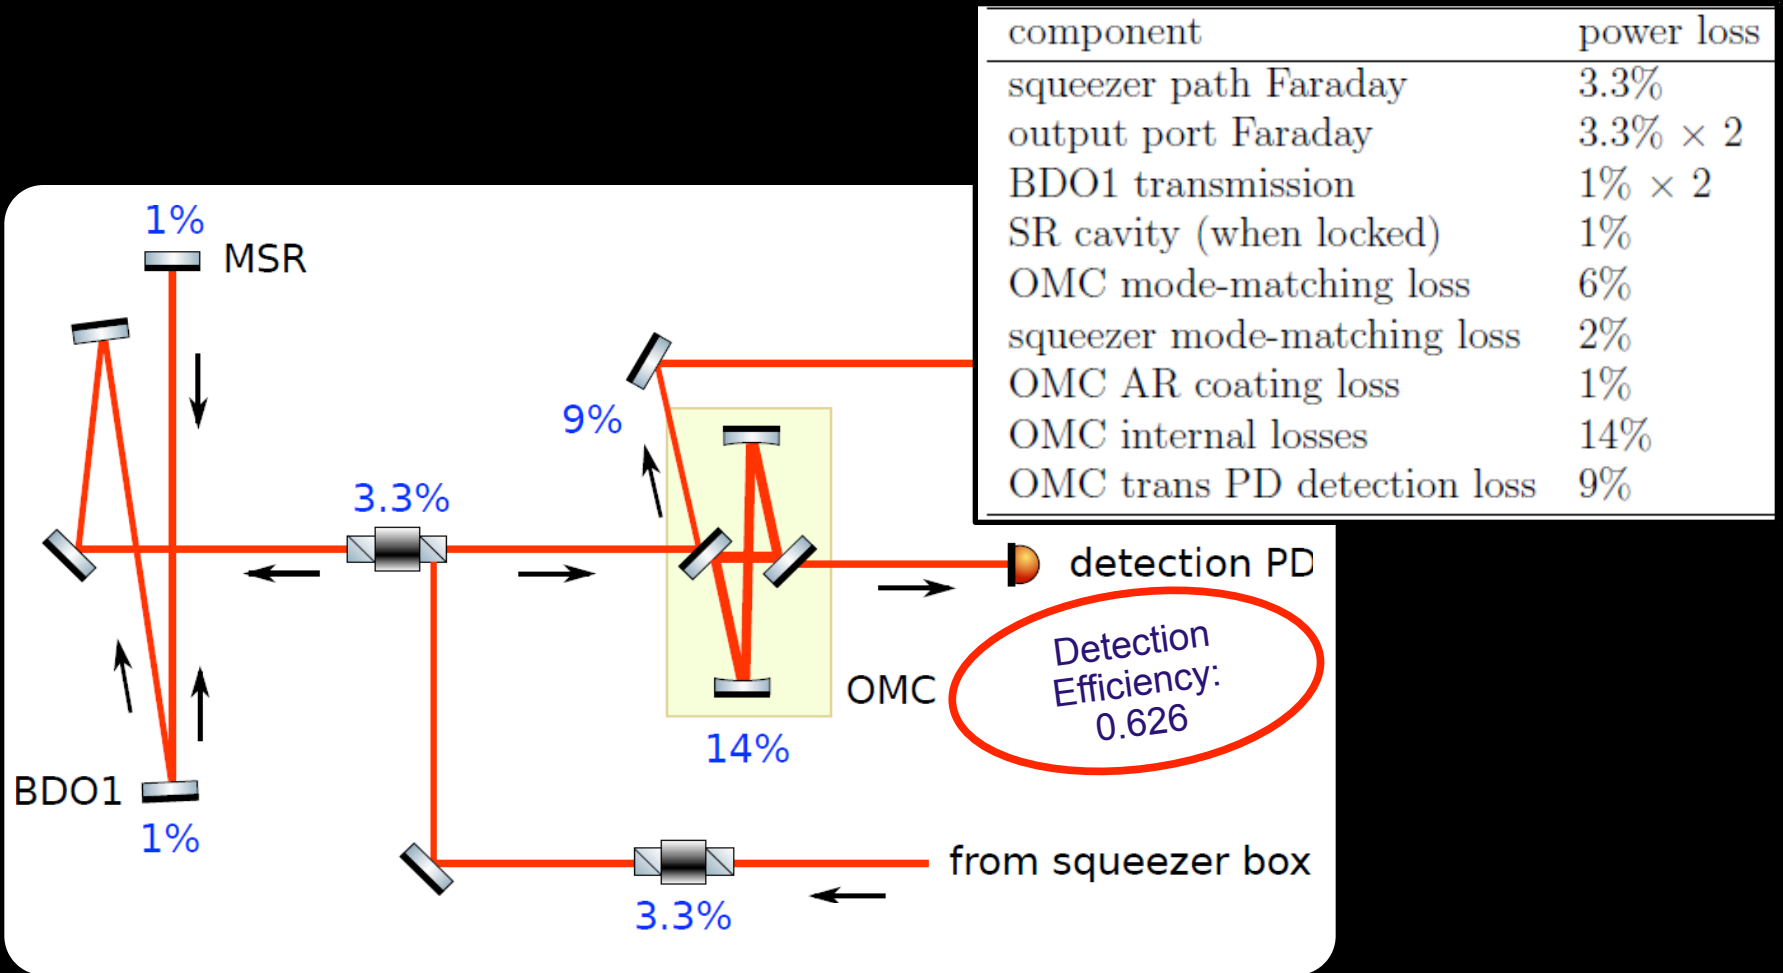 component power loss
squeezer path Faraday 3.3%
output port Faraday 3.3% × 2
BDO1 transmission 1% × 2
SR cavity (when locked) 1%
OMC mode-matching loss 6%
squeezer mode-matching loss 2%
OMC AR coating loss 1%
OMC internal losses 14%
OMC trans PD detection loss 9%
1%
MSR
9%
3.3%
detection PD
Detection
Efficiency:
0.626
OMC
14%
BDO1
1%
from squeezer box
3.3%